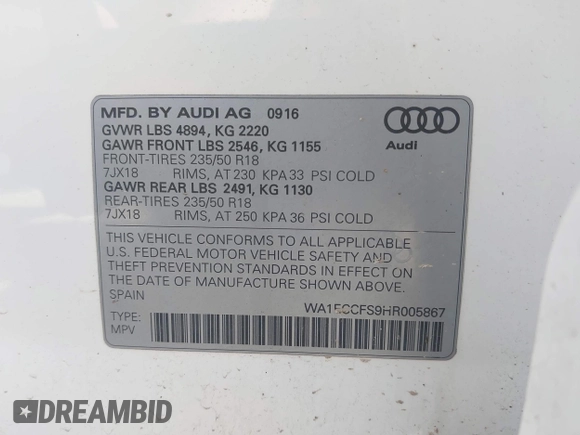 MFD. BY AUDI AG 0916
GVWR LBS 4894, KG 2220
GAWR FRONT LBS 2546, KG 1155
FRONT-TIRES 235/50 R18
7JX18 RIMS, AT 230 KPA 33 PSI COLD
GAWR REAR LBS 2491, KG 1130
REAR-TIRES 235/50 R18
7JX18 RIMS, AT 250 KPA 36 PSI COLD
Audi
THIS VEHICLE CONFORMS TO ALL APPLICABLE
U.S. FEDERAL MOTOR VEHICLE SAFETY AND
THEFT PREVENTION STANDARDS IN EFFECT ON
THE DATE OF MANUFACTURE SHOWN ABOVE.
SPAIN
WA1ECCFS9HR005867
TYPE:
MPV
DREAMBID